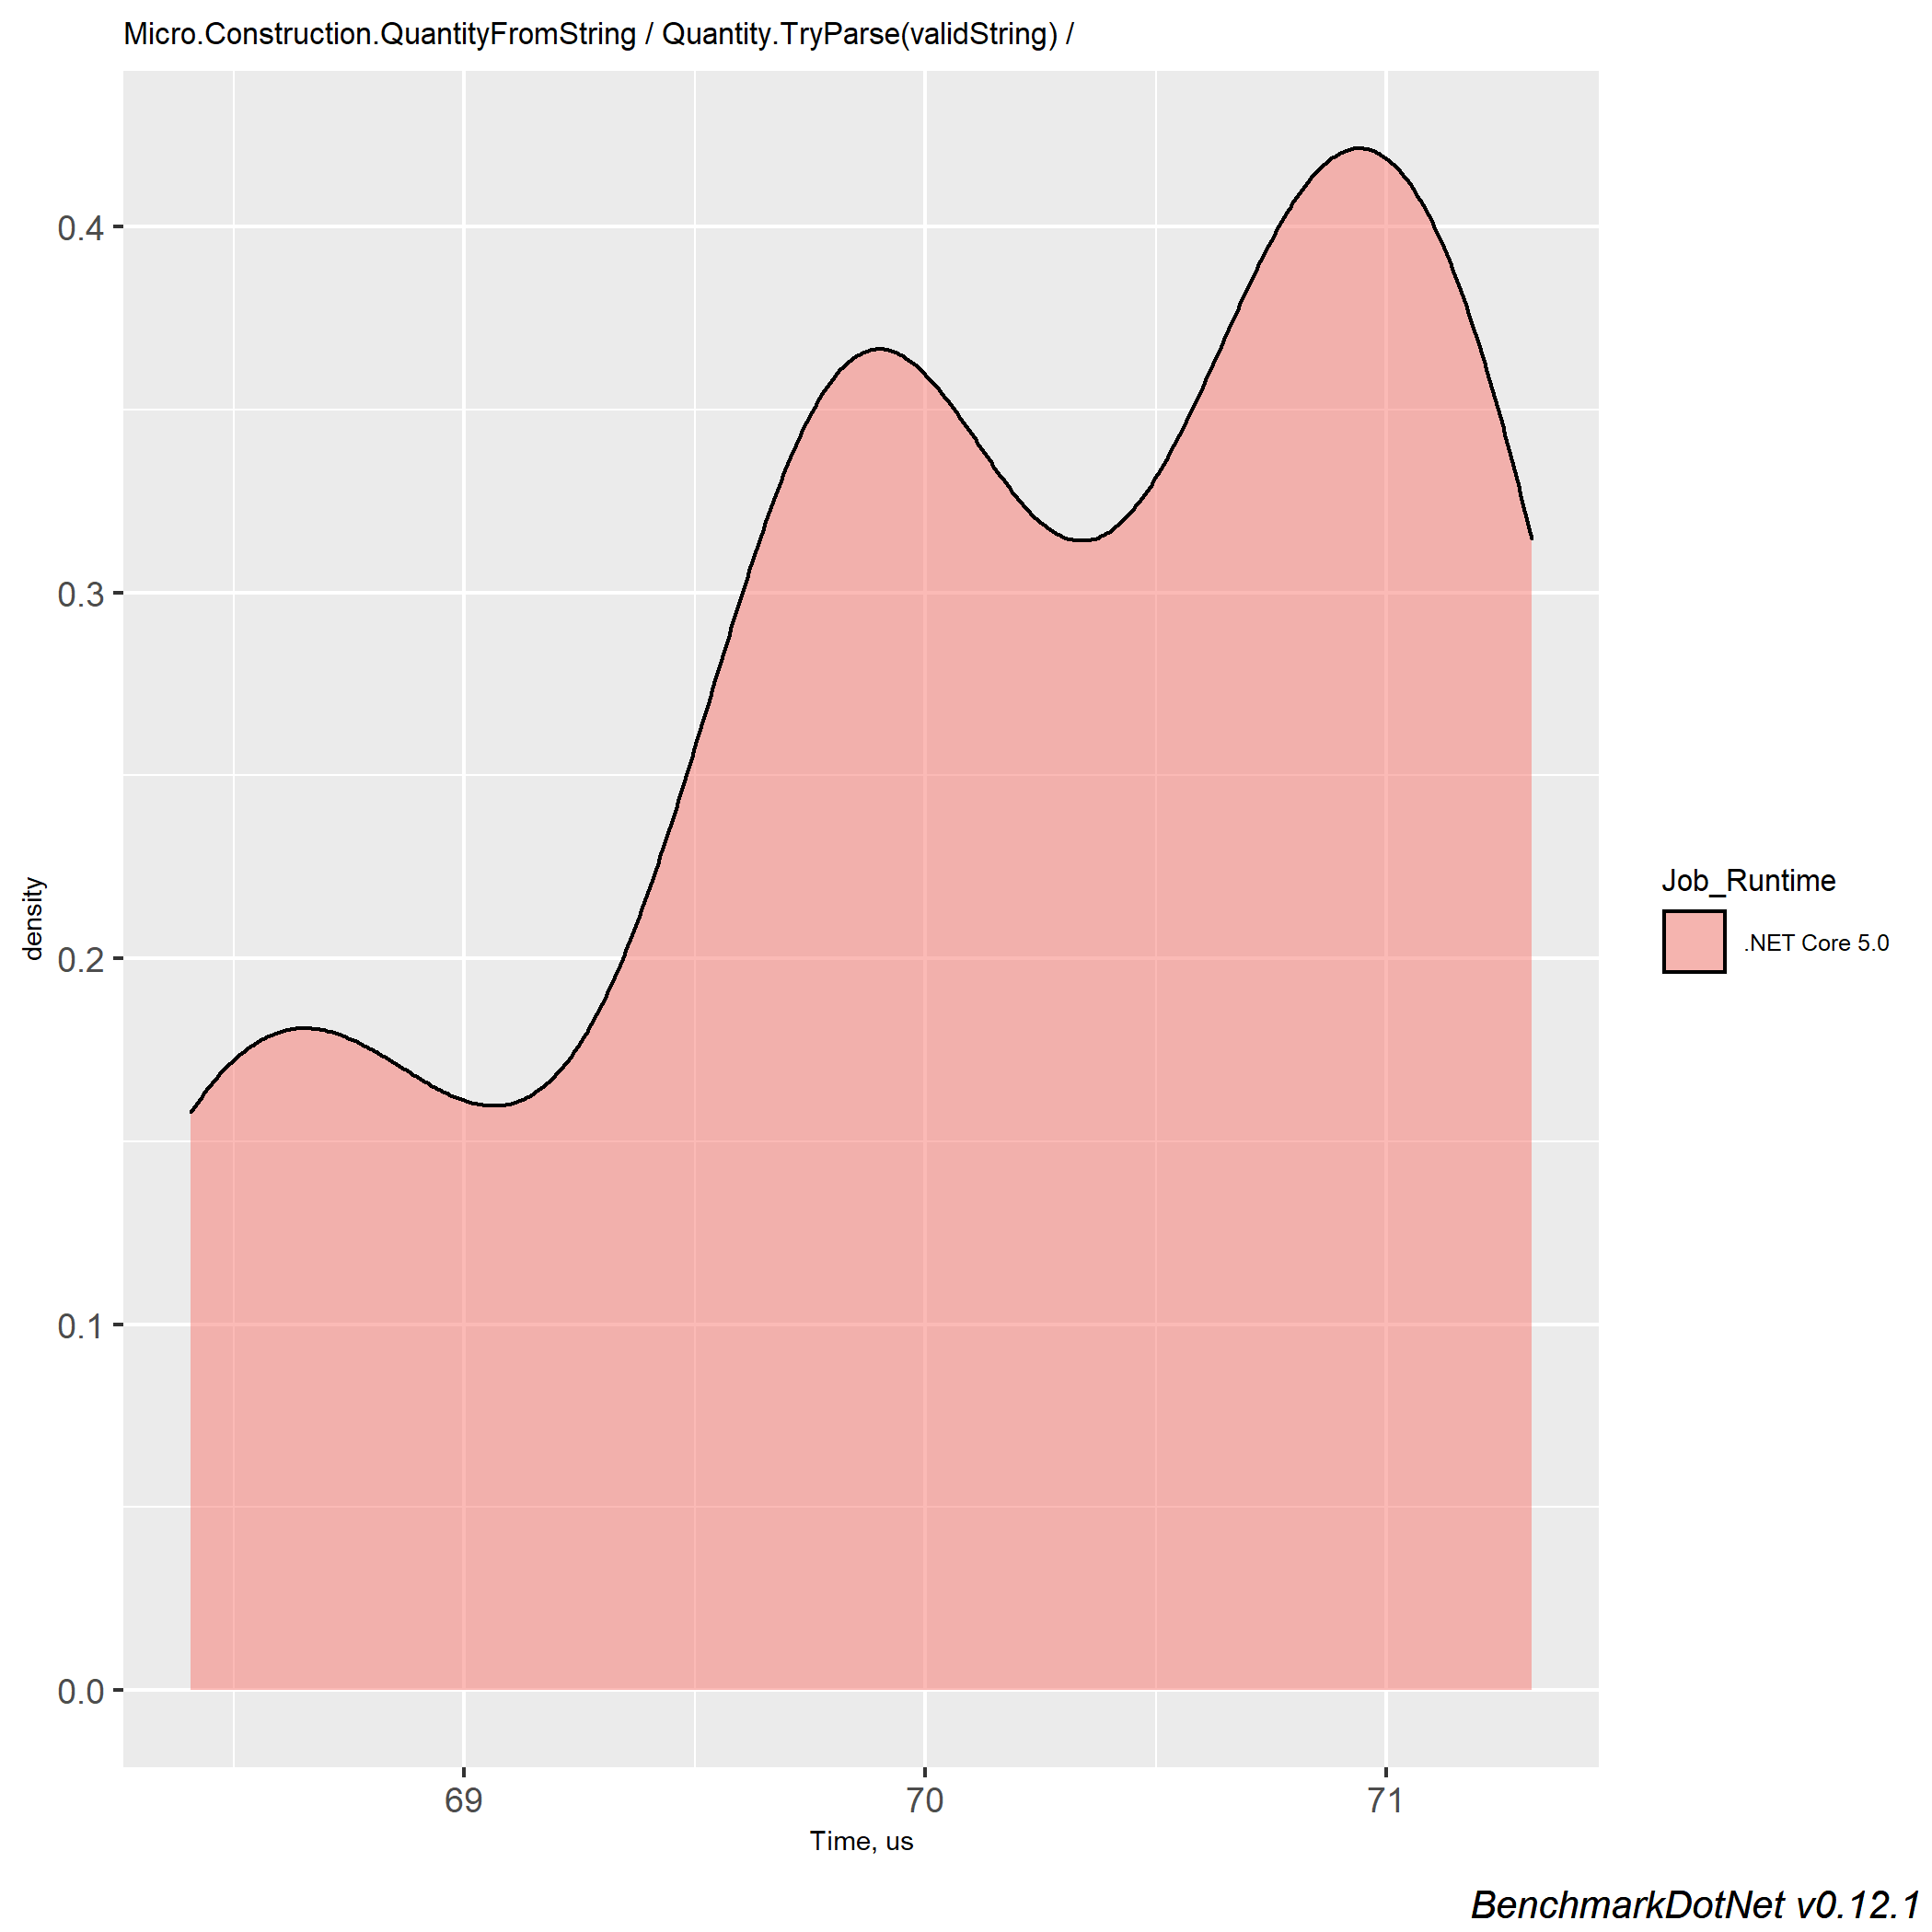 Micro.Construction.QuantityFromString / Quantity.TryParse(validString) /
0.4
0.3
0.2
0.1
0.0
density
69 70 71
Time, us
Job_Runtime
.NET Core 5.0
BenchmarkDotNet v0.12.1